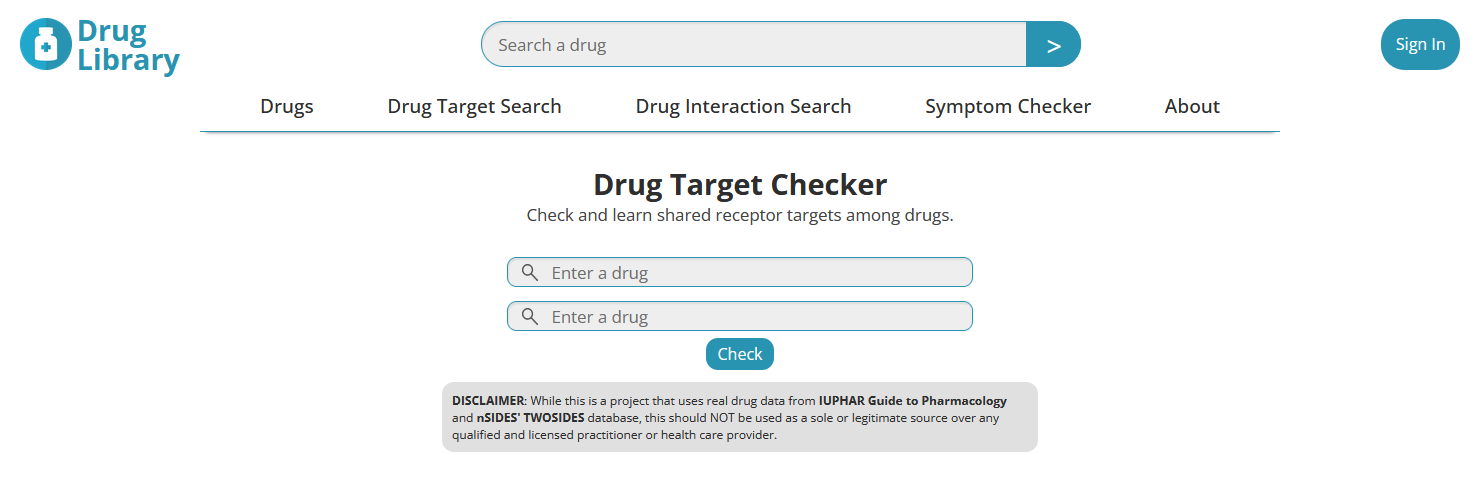 Drug
Library
Search a drug
>
Sign In
Drugs
Drug Target Search
Drug Interaction Search
Symptom Checker
About
Drug Target Checker
Check and learn shared receptor targets among drugs.
Enter a drug
Enter a drug
Check
DISCLAIMER: While this is a project that uses real drug data from IUPHAR Guide to Pharmacology
and nSIDES' TWOSIDES database, this should NOT be used as a sole or legitimate source over any
qualified and licensed practitioner or health care provider.